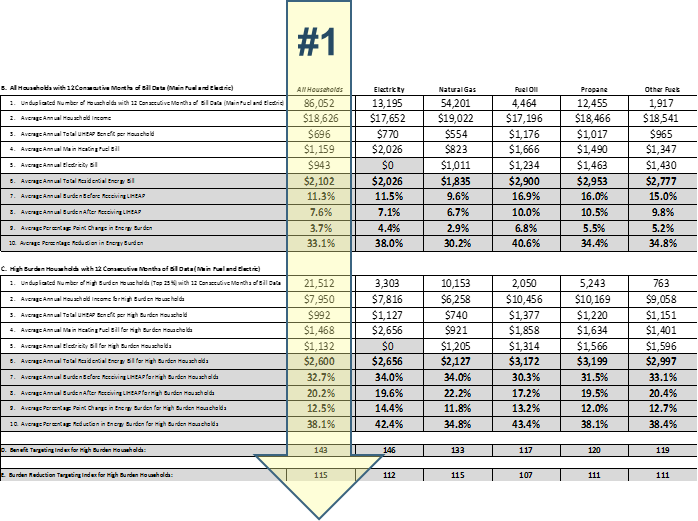 #1
B. All Households with 12 Consecutive Months of Bill Data (Main Fuel and Electric) All Households Electricity Natural Gas Fuel Oil Propane Other Fuels
1. Unduplicated Number of Households with 12 Consecutive Months of Bill Data (Main Fuel and Electric) 86,052 13,195 54,201 4,464 12,455 1,917
2. Average Annual Household Income $18,626 $17,652 $19,022 $17,196 $18,466 $18,541
3. Average Annual Total LIHEAP Benefit per Household $696 $770 $554 $1,176 $1,017 $965
4. Average Annual Main Heating Fuel Bill $1,159 $2,026 $823 $1,666 $1,490 $1,347
5. Average Annual Electricity Bill $943 $0 $1,011 $1,234 $1,463 $1,430
6. Average Annual Total Residential Energy Bill $2,102 $2,026 $1,835 $2,900 $2,953 $2,777
7. Average Annual Burden Before Receiving LIHEAP 11.3% 11.5% 9.6% 16.9% 16.0% 15.0%
8. Average Annual Burden After Receiving LIHEAP 7.6% 7.1% 6.7% 10.0% 10.5% 9.8%
9. Average Percentage Point Change in Energy Burden 3.7% 4.4% 2.9% 6.8% 5.5% 5.2%
10. Average Percentage Reduction in Energy Burden 33.1% 38.0% 30.2% 40.6% 34.4% 34.8%
C. High Burden Households with 12 Consecutive Months of Bill Data (Main Fuel and Electric)
1. Unduplicated Number of High Burden Households (Top 25%) with 12 Consecutive Months of Bill Data 21,512 3,303 10,153 2,050 5,243 763
2. Average Annual Household Income for High Burden Households $7,950 $7,816 $6,258 $10,456 $10,169 $9,058
3. Average Annual Total LIHEAP Benefit per High Burden Household $992 $1,127 $740 $1,377 $1,220 $1,151
4. Average Annual Main Heating Fuel Bill for High Burden Households $1,468 $2,656 $921 $1,858 $1,634 $1,401
5. Average Annual Electricity Bill for High Burden Households $1,132 $0 $1,205 $1,314 $1,566 $1,596
6. Average Annual Total Residential Energy Bill for High Burden Households $2,600 $2,656 $2,127 $3,172 $3,199 $2,997
7. Average Annual Burden Before Receiving LIHEAP for High Burden Households 32.7% 34.0% 34.0% 30.3% 31.5% 33.1%
8. Average Annual Burden After Receiving LIHEAP for High Burden Households 20.2% 19.6% 22.2% 17.2% 19.5% 20.4%
9. Average Percentage Point Change in Energy Burden for High Burden Households 12.5% 14.4% 11.8% 13.2% 12.0% 12.7%
10. Average Percentage Reduction in Energy Burden for High Burden Households 38.1% 42.4% 34.8% 43.4% 38.1% 38.4%
D. Benefit Targeting Index for High Burden Households: 143 146 133 117 120 119
E. Burden Reduction Targeting Index for High Burden Households: 115 112 115 107 111 111